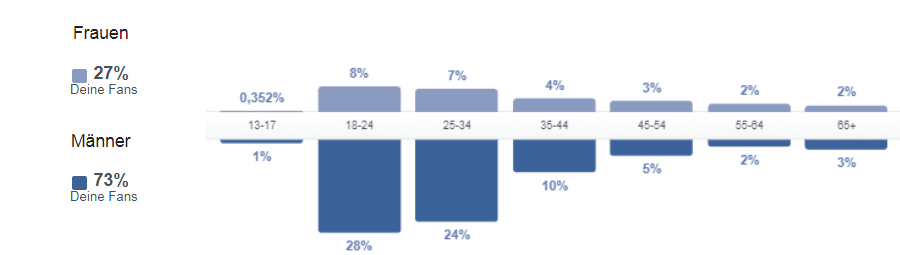 Frauen
27%
Deine Fans
Männer
73%
Deine Fans
0,352% 8% 7% 4% 3% 2% 2%
13-17 18-24 25-34 35-44 45-54 55-64 65+
1% 28% 24% 10% 5% 2% 3%